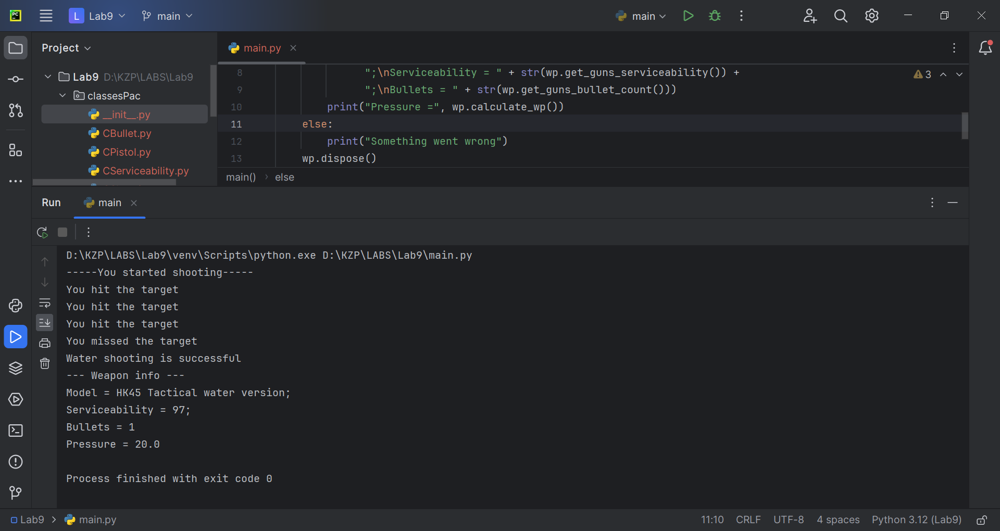 PC
L Lab9 main main
Project
main.py
Lab9 D:\KZP\LABS\Lab9
classesPac
__init__.py
CBullet.py
CPistol.py
CServiceability.py
8 ";\nServiceability = " + str(wp.get_guns_serviceability()) +
9 ";\nBullets = " + str(wp.get_guns_bullet_count()))
10 print("Pressure =", wp.calculate_wp())
11 else:
12 print("Something went wrong")
13 wp.dispose()
3
main() › else
Run main
D:\KZP\LABS\Lab9\venv\Scripts\python.exe D:\KZP\LABS\Lab9\main.py
-----You started shooting-----
You hit the target
You hit the target
You hit the target
You missed the target
Water shooting is successful
--- Weapon info ---
Model = HK45 Tactical water version;
Serviceability = 97;
Bullets = 1
Pressure = 20.0
Process finished with exit code 0
Lab9 › main.py 11:10 CRLF UTF-8 4 spaces Python 3.12 (Lab9)